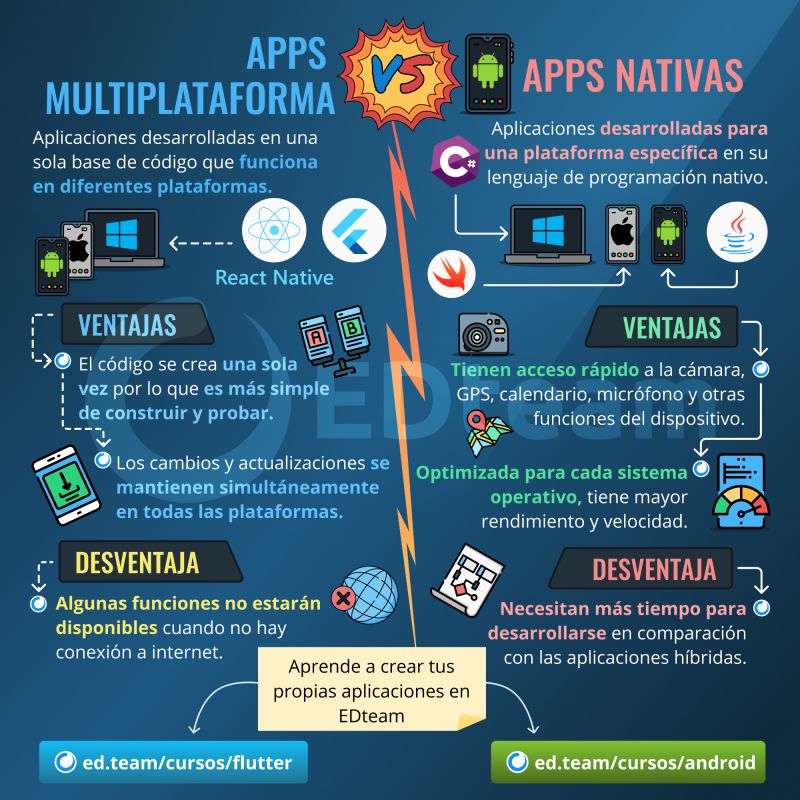 APPS
MULTIPLATAFORMA
VS
APPS NATIVAS
Aplicaciones desarrolladas en una
sola base de código que funciona
en diferentes plataformas.
React Native
Aplicaciones desarrolladas para
una plataforma específica en su
lenguaje de programación nativo.
C#
VENTAJAS
A
B
El código se crea una sola
vez por lo que es más simple
de construir y probar.
Los cambios y actualizaciones se
mantienen simultáneamente
en todas las plataformas.
DESVENTAJA
Algunas funciones no estarán
disponibles cuando no hay
conexión a internet.
VENTAJAS
Tienen acceso rápido a la cámara,
GPS, calendario, micrófono y otras
funciones del dispositivo.
Optimizada para cada sistema
operativo, tiene mayor
rendimiento y velocidad.
DESVENTAJA
Necesitan más tiempo para
desarrollarse en comparación
con las aplicaciones híbridas.
EDteam
Aprende a crear tus
propias aplicaciones en
EDteam
ed.team/cursos/flutter
ed.team/cursos/android